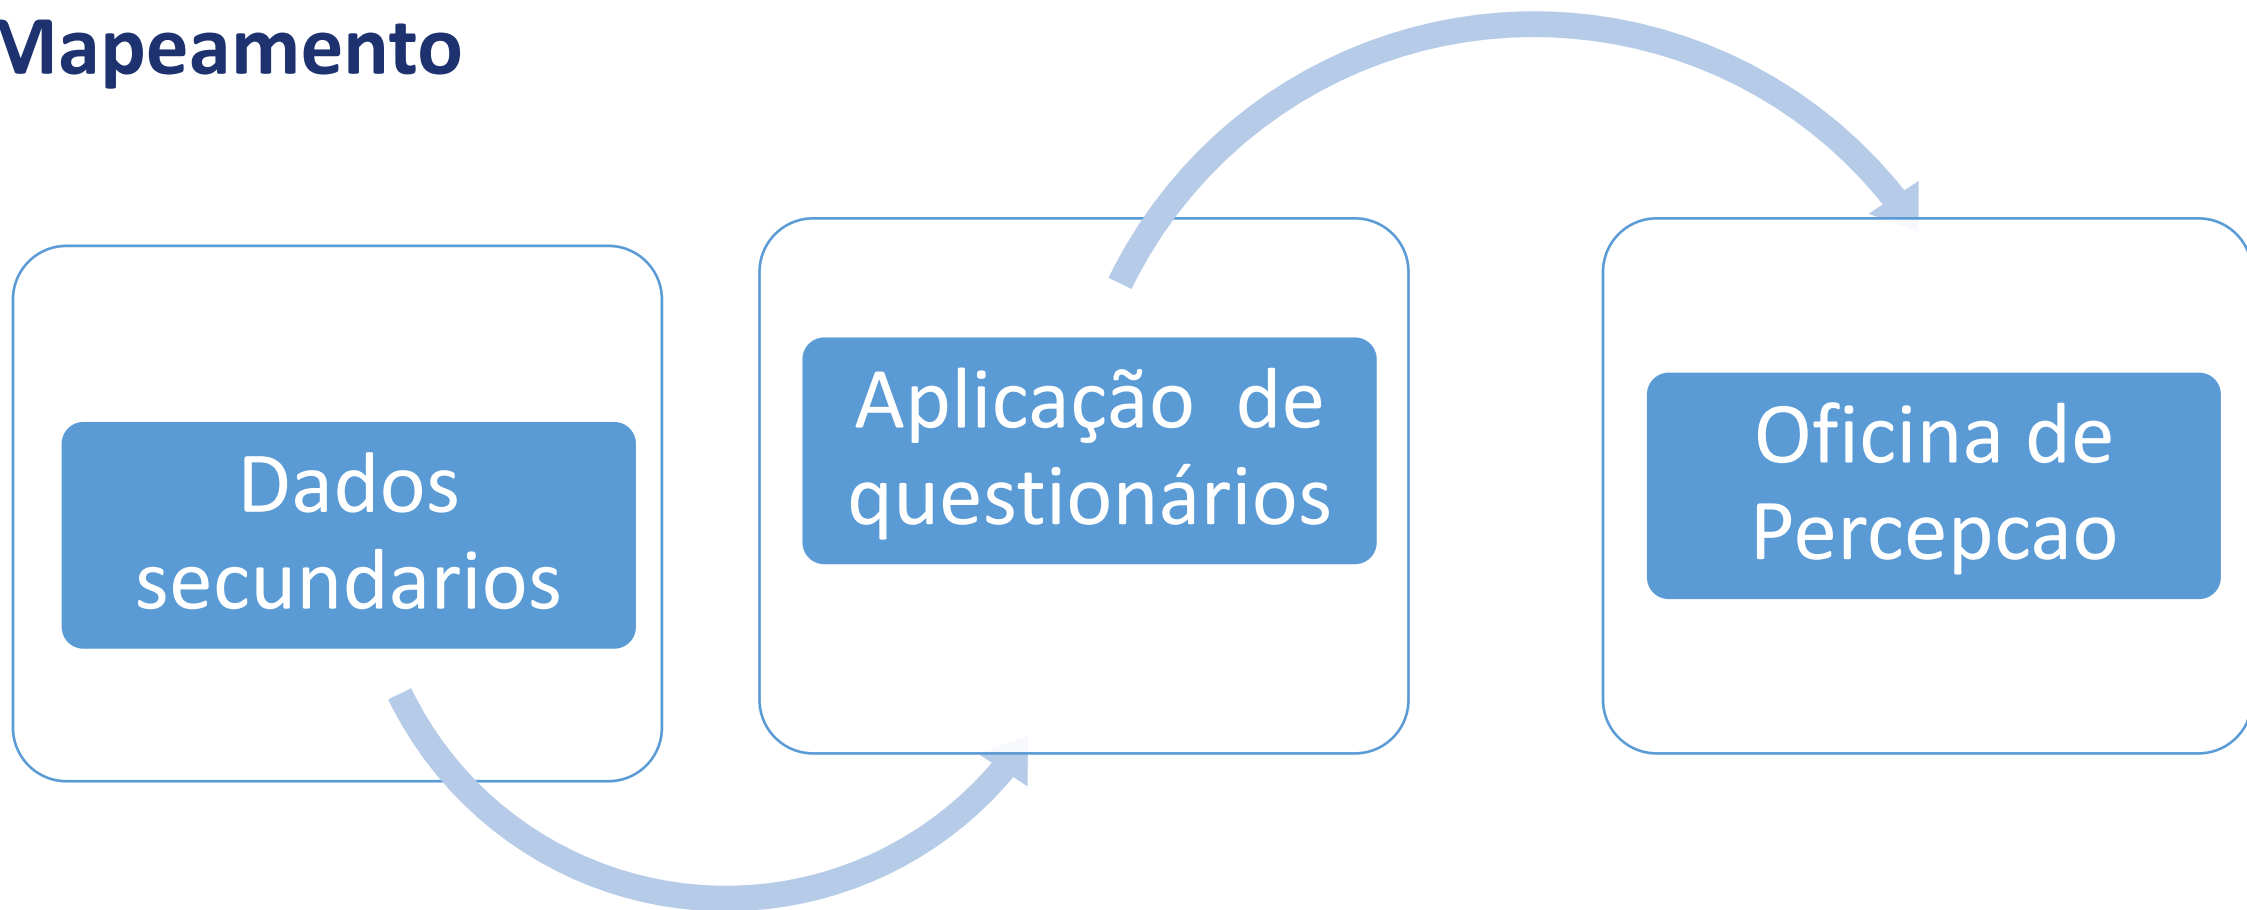 Mapeamento
Dados
secundarios
Aplicação de
questionários
Oficina de
Percepcao